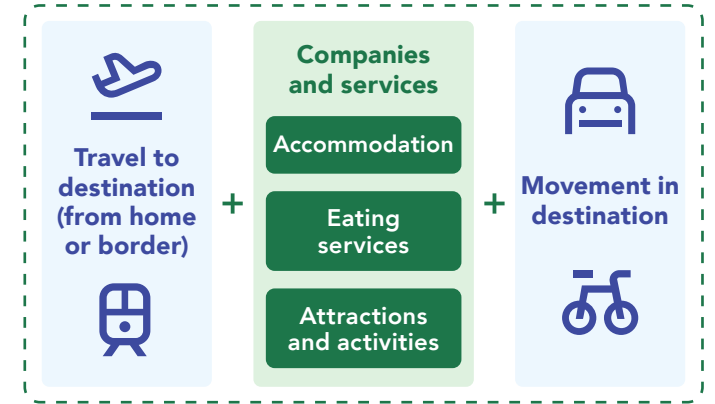 Travel to
destination
(from home
or border)
+
Companies
and services
Accommodation
Eating
services
Attractions
and activities
+
Movement in
destination